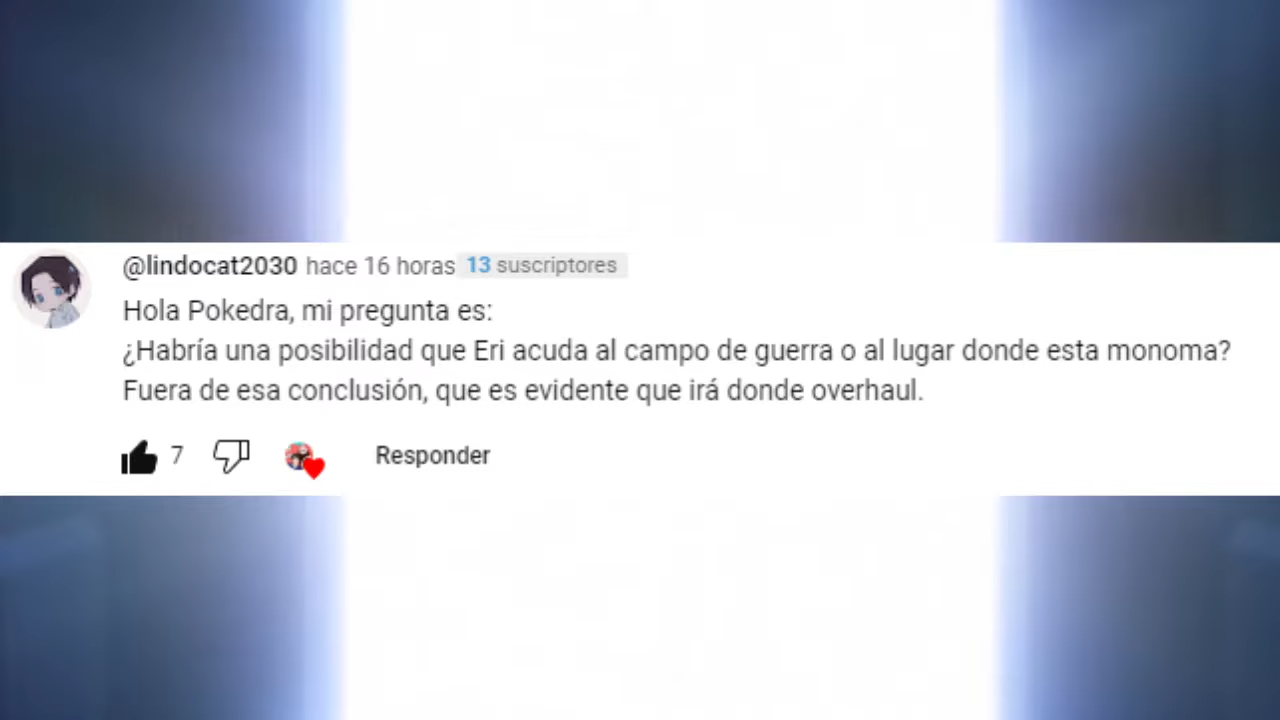 @lindocat2030 hace 16 horas 13 suscriptores
Hola Pokedra, mi pregunta es:
¿Habría una posibilidad que Eri acuda al campo de guerra o al lugar donde esta monoma?
Fuera de esa conclusión, que es evidente que irá donde overhaul.
7 Responder